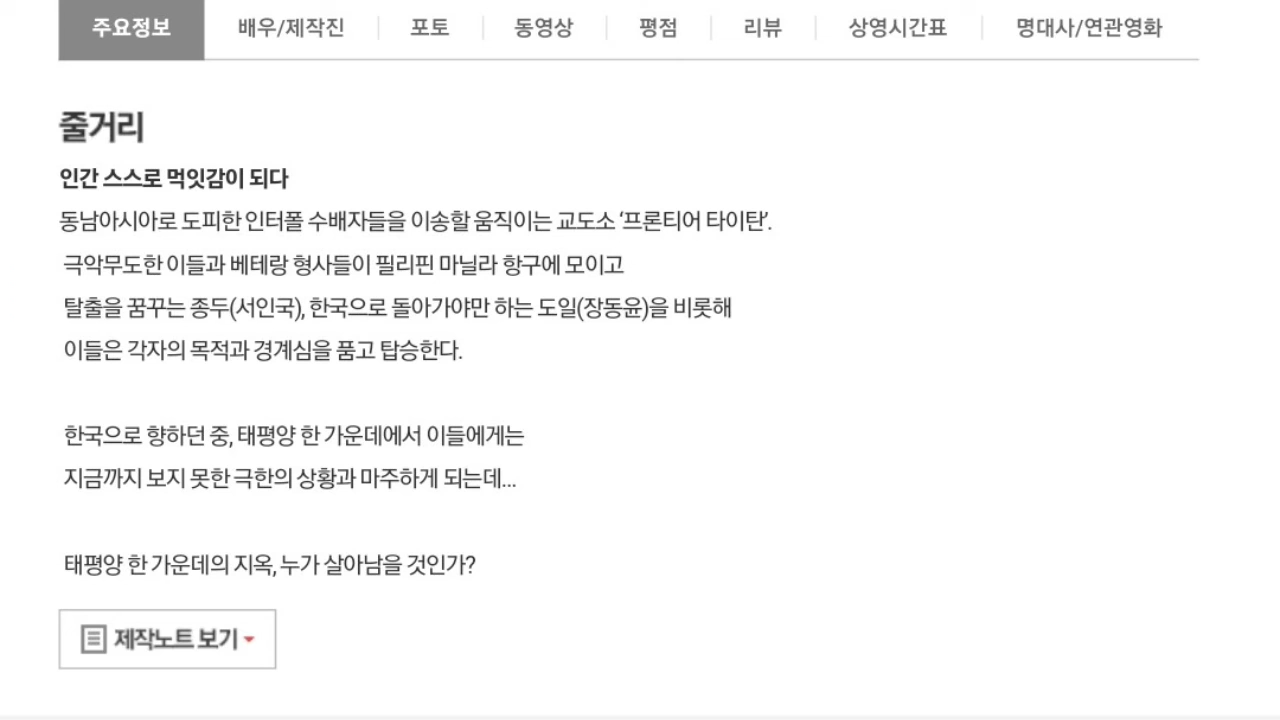 주요정보 배우/제작진 포토 동영상 평점 리뷰 상영시간표 명대사/연관영화
줄거리
인간 스스로 먹잇감이 되다
동남아시아로 도피한 인터폴 수배자들을 이송할 움직이는 교도소 ‘프론티어 타이탄’.
극악무도한 이들과 베테랑 형사들이 필리핀 마닐라 항구에 모이고
탈출을 꿈꾸는 종두(서인국), 한국으로 돌아가야만 하는 도일(장동윤)을 비롯해
이들은 각자의 목적과 경계심을 품고 탑승한다.
한국으로 향하던 중, 태평양 한 가운데에서 이들에게는
지금까지 보지 못한 극한의 상황과 마주하게 되는데...
태평양 한 가운데의 지옥, 누가 살아남을 것인가?
제작노트 보기